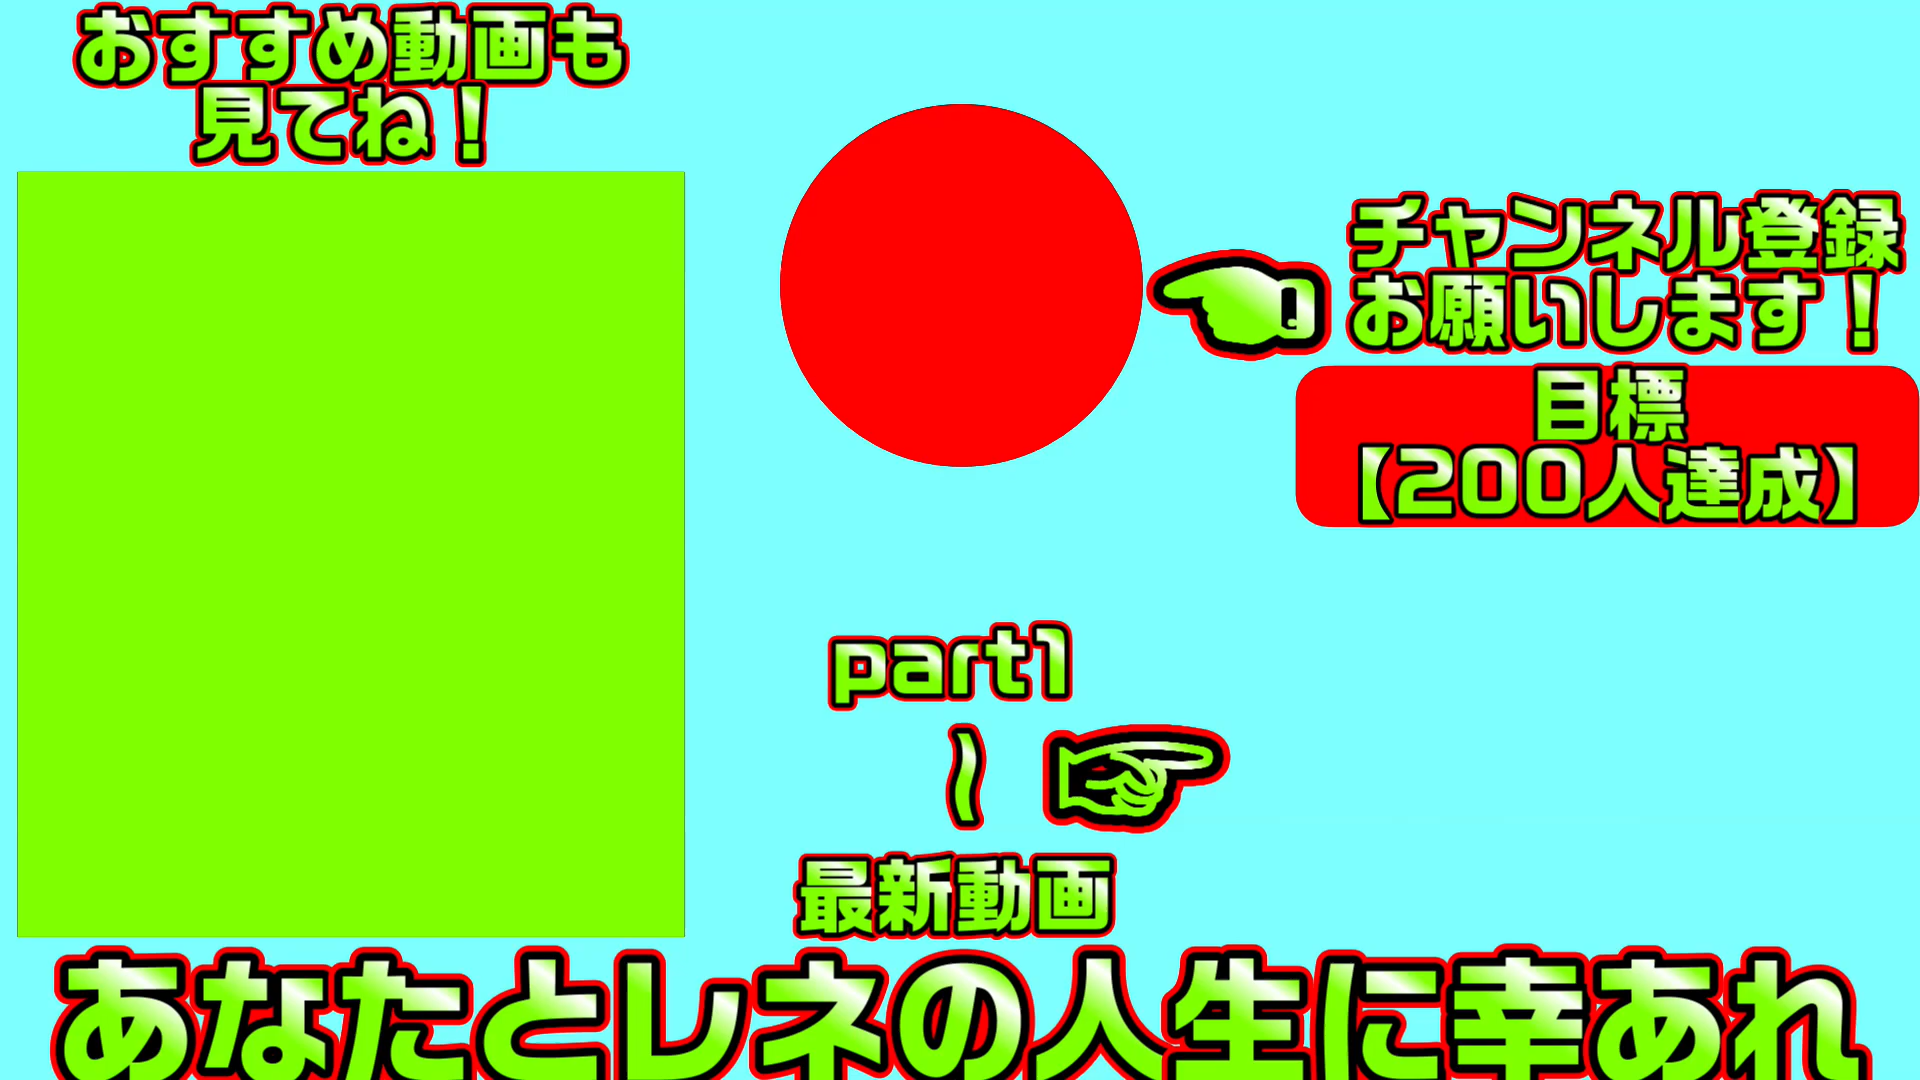 おすすめ動画も
見てね！
チャンネル登録
お願いします！
目標
【200人達成】
part1
～
最新動画
あなたとレネの人生に幸あれ